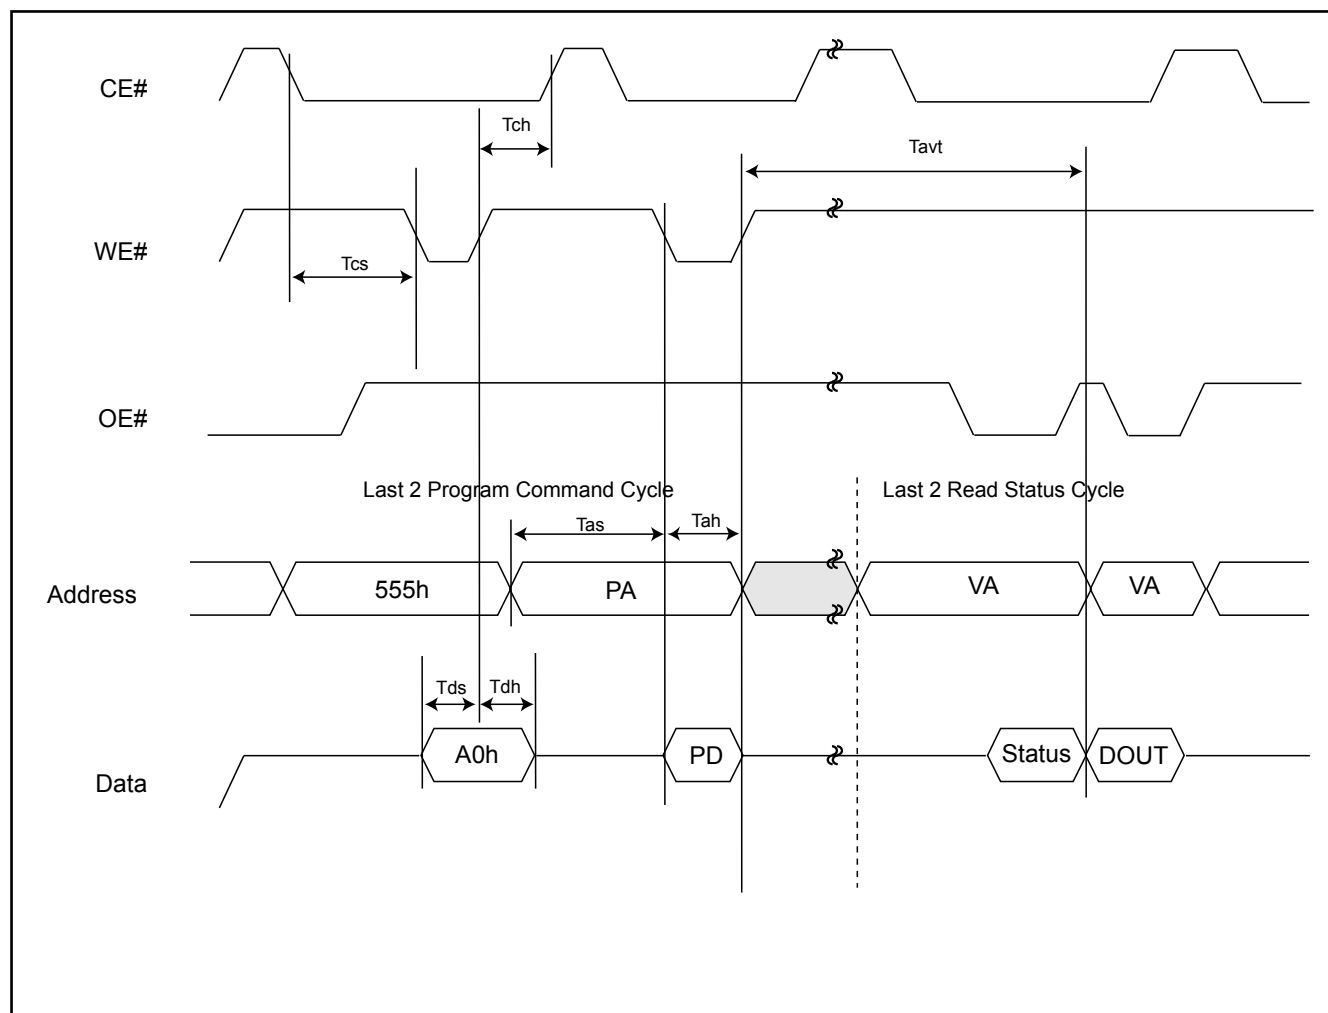 CE#
Tch
Tavt
WE#
Tcs
OE#
Last 2 Program Command Cycle
Last 2 Read Status Cycle
Tas
Tah
Address
555h
PA
VA
VA
Tds
Tdh
Data
A0h
PD
Status
DOUT